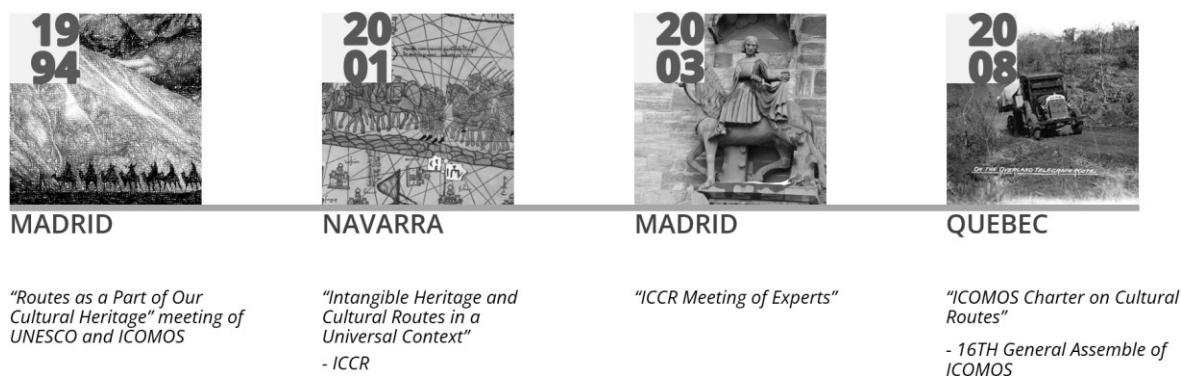 19
94
20
01
20
03
20
08
ON THE OVERLAND TELEGRAPH ROUTE.
MADRID
NAVARRA
MADRID
QUEBEC
“Routes as a Part of Our
Cultural Heritage” meeting of
UNESCO and ICOMOS
“Intangible Heritage and
Cultural Routes in a
Universal Context”
- ICCR
“ICCR Meeting of Experts”
“ICOMOS Charter on Cultural
Routes”
- 16TH General Assemble of
ICOMOS